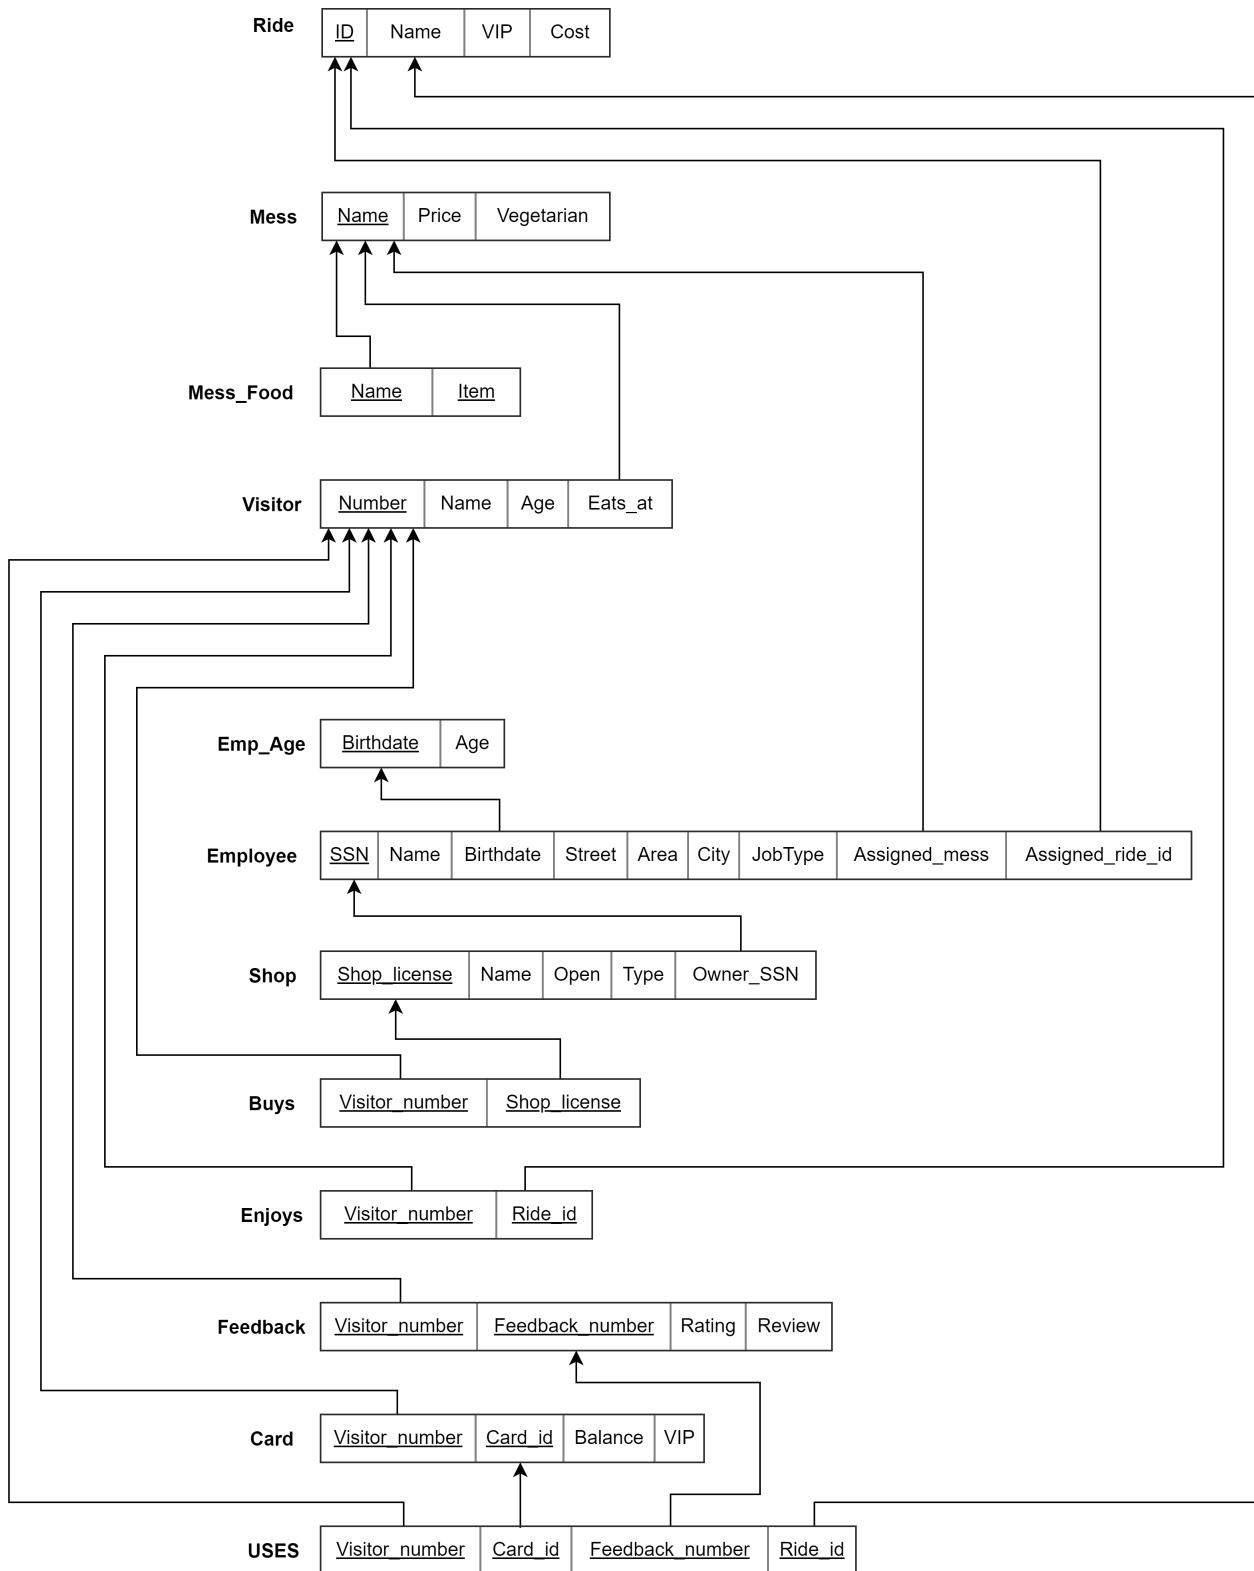 Ride ID Name VIP Cost
Mess Name Price Vegetarian
Mess_Food Name Item
Visitor Number Name Age Eats_at
Emp_Age Birthdate Age
Employee SSN Name Birthdate Street Area City JobType Assigned_mess Assigned_ride_id
Shop Shop_license Name Open Type Owner_SSN
Buys Visitor_number Shop_license
Enjoys Visitor_number Ride_id
Feedback Visitor_number Feedback_number Rating Review
Card Visitor_number Card_id Balance VIP
USES Visitor_number Card_id Feedback_number Ride_id